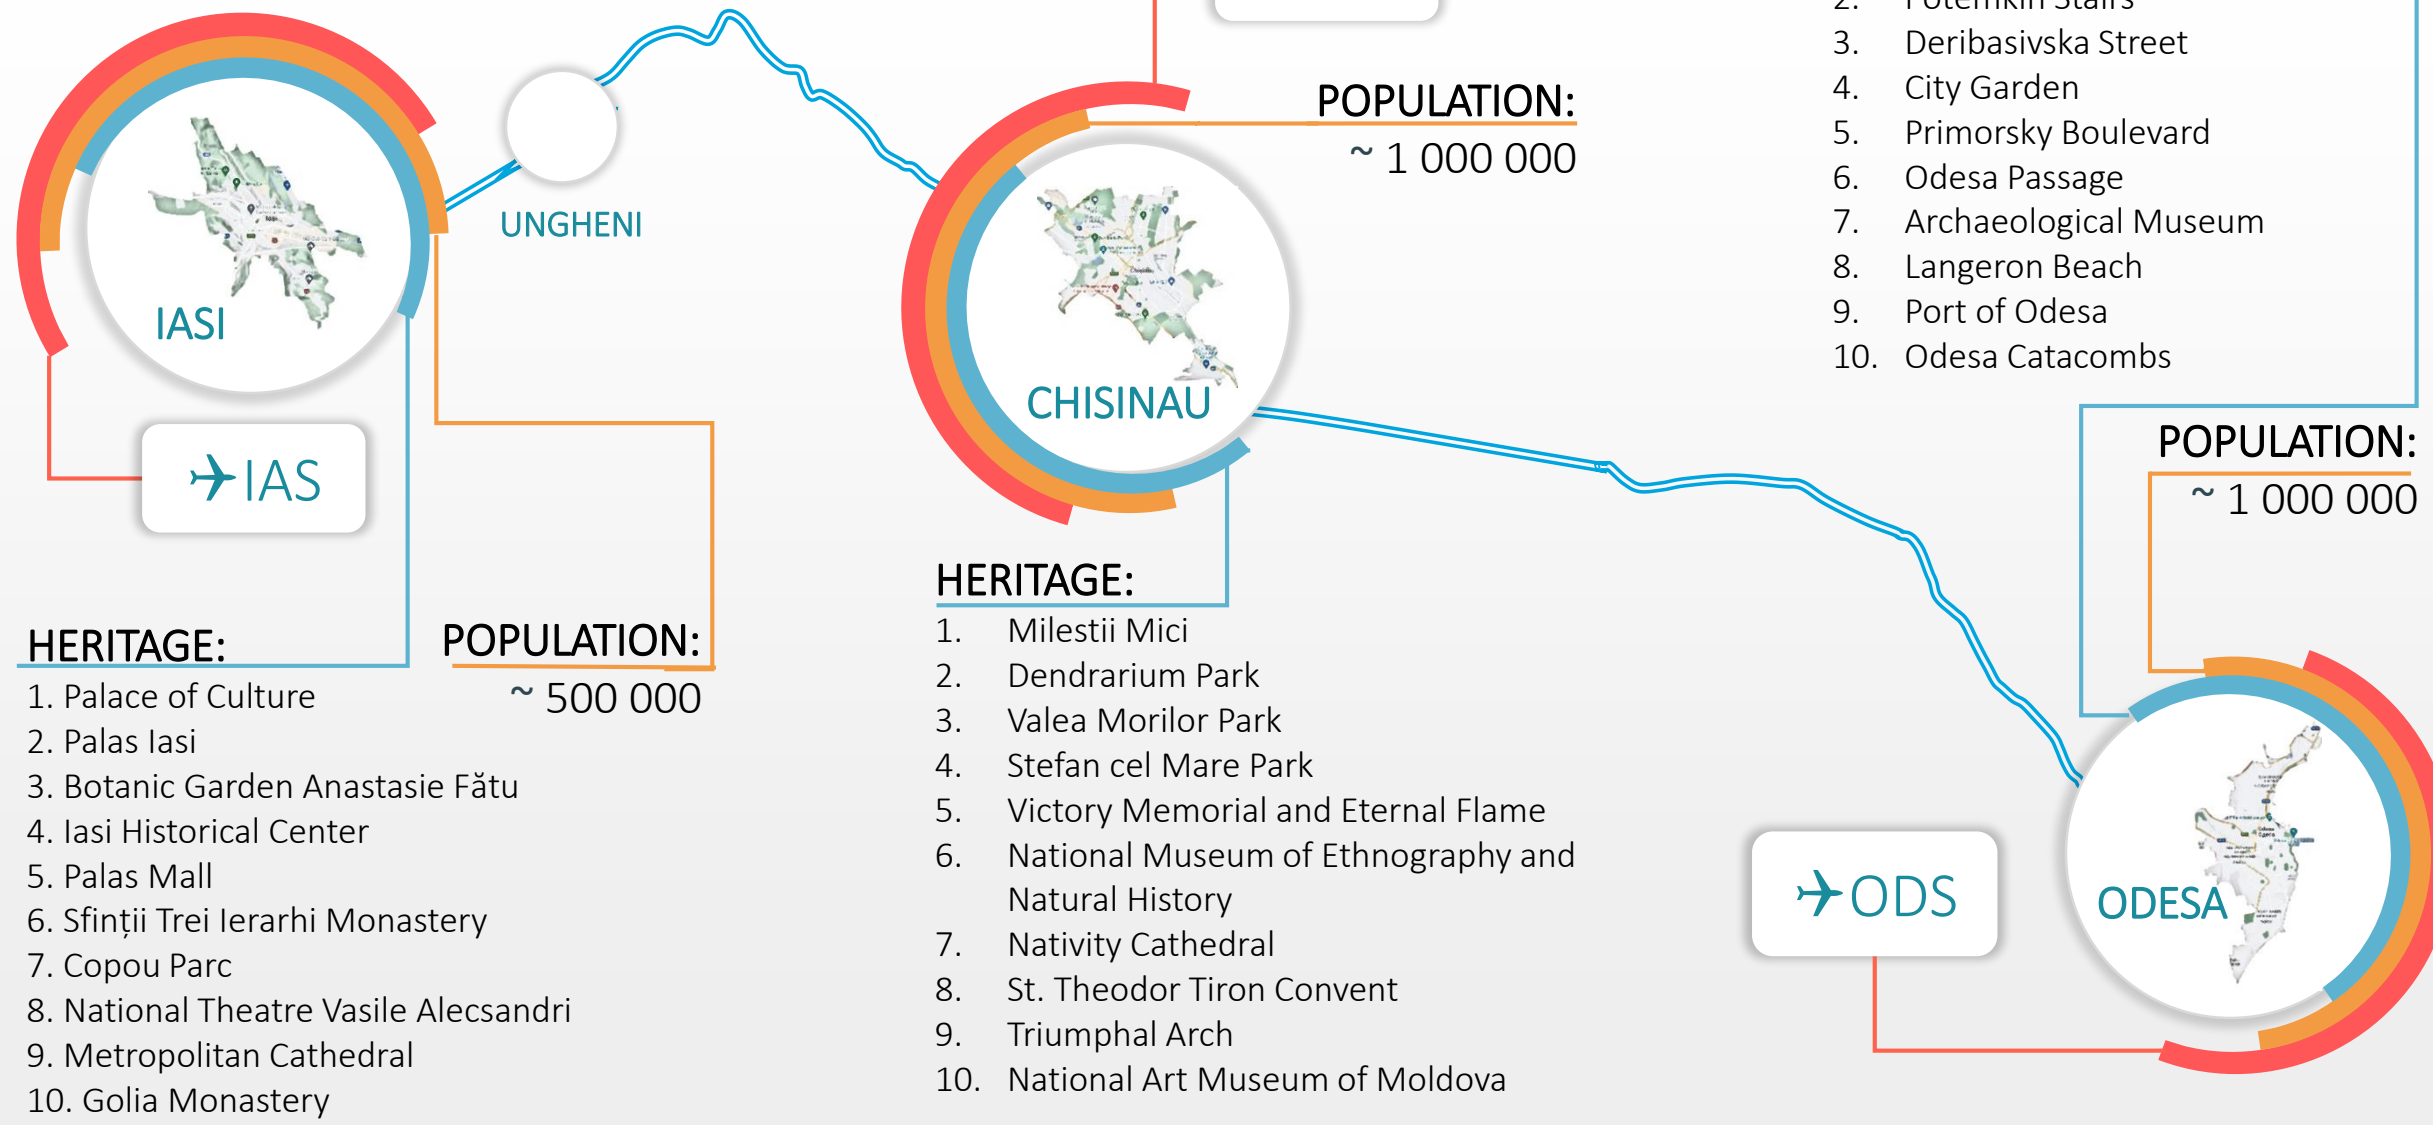 IASI
UNGHENI
IAS
HERITAGE:
1. Palace of Culture
2. Palas Iasi
3. Botanic Garden Anastasie Fătu
4. Iasi Historical Center
5. Palas Mall
6. Sfinții Trei Ierarhi Monastery
7. Copou Parc
8. National Theatre Vasile Alecsandri
9. Metropolitan Cathedral
10. Golia Monastery
POPULATION:
~ 500 000
POPULATION:
~ 1 000 000
CHISINAU
HERITAGE:
1. Milestii Mici
2. Dendrarium Park
3. Valea Morilor Park
4. Stefan cel Mare Park
5. Victory Memorial and Eternal Flame
6. National Museum of Ethnography and
Natural History
7. Nativity Cathedral
8. St. Theodor Tiron Convent
9. Triumphal Arch
10. National Art Museum of Moldova
2. Potemkin Stairs
3. Deribasivska Street
4. City Garden
5. Primorsky Boulevard
6. Odesa Passage
7. Archaeological Museum
8. Langeron Beach
9. Port of Odesa
10. Odesa Catacombs
POPULATION:
~ 1 000 000
ODS
ODESA